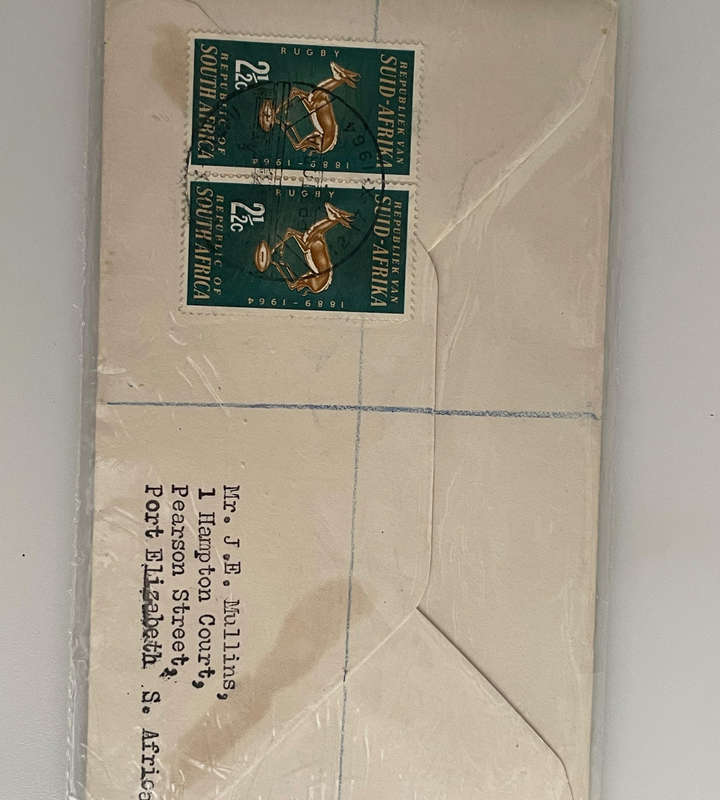 REPUBLIEK VAN
SUID-AFRIKA
RUGBY
1889-1964
2½c
REPUBLIC OF
SOUTH AFRICA
REPUBLIEK VAN
SUID-AFRIKA
RUGBY
1889-1964
2½c
REPUBLIC OF
SOUTH AFRICA
Mr. J.E. Mullins,
1 Hampton Court,
Pearson Street,
Port Elizabeth S. Africa